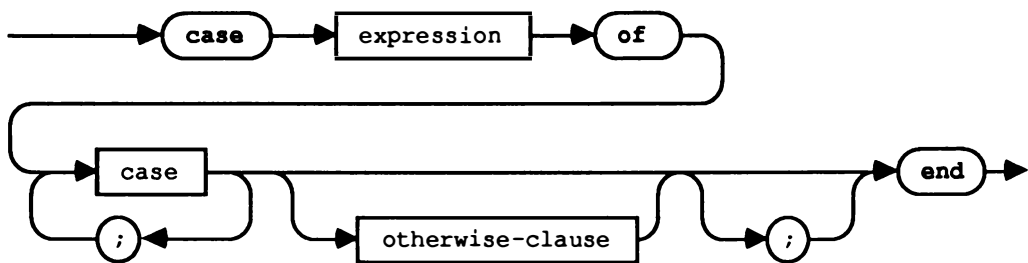 case expression of
case end
; otherwise-clause ;